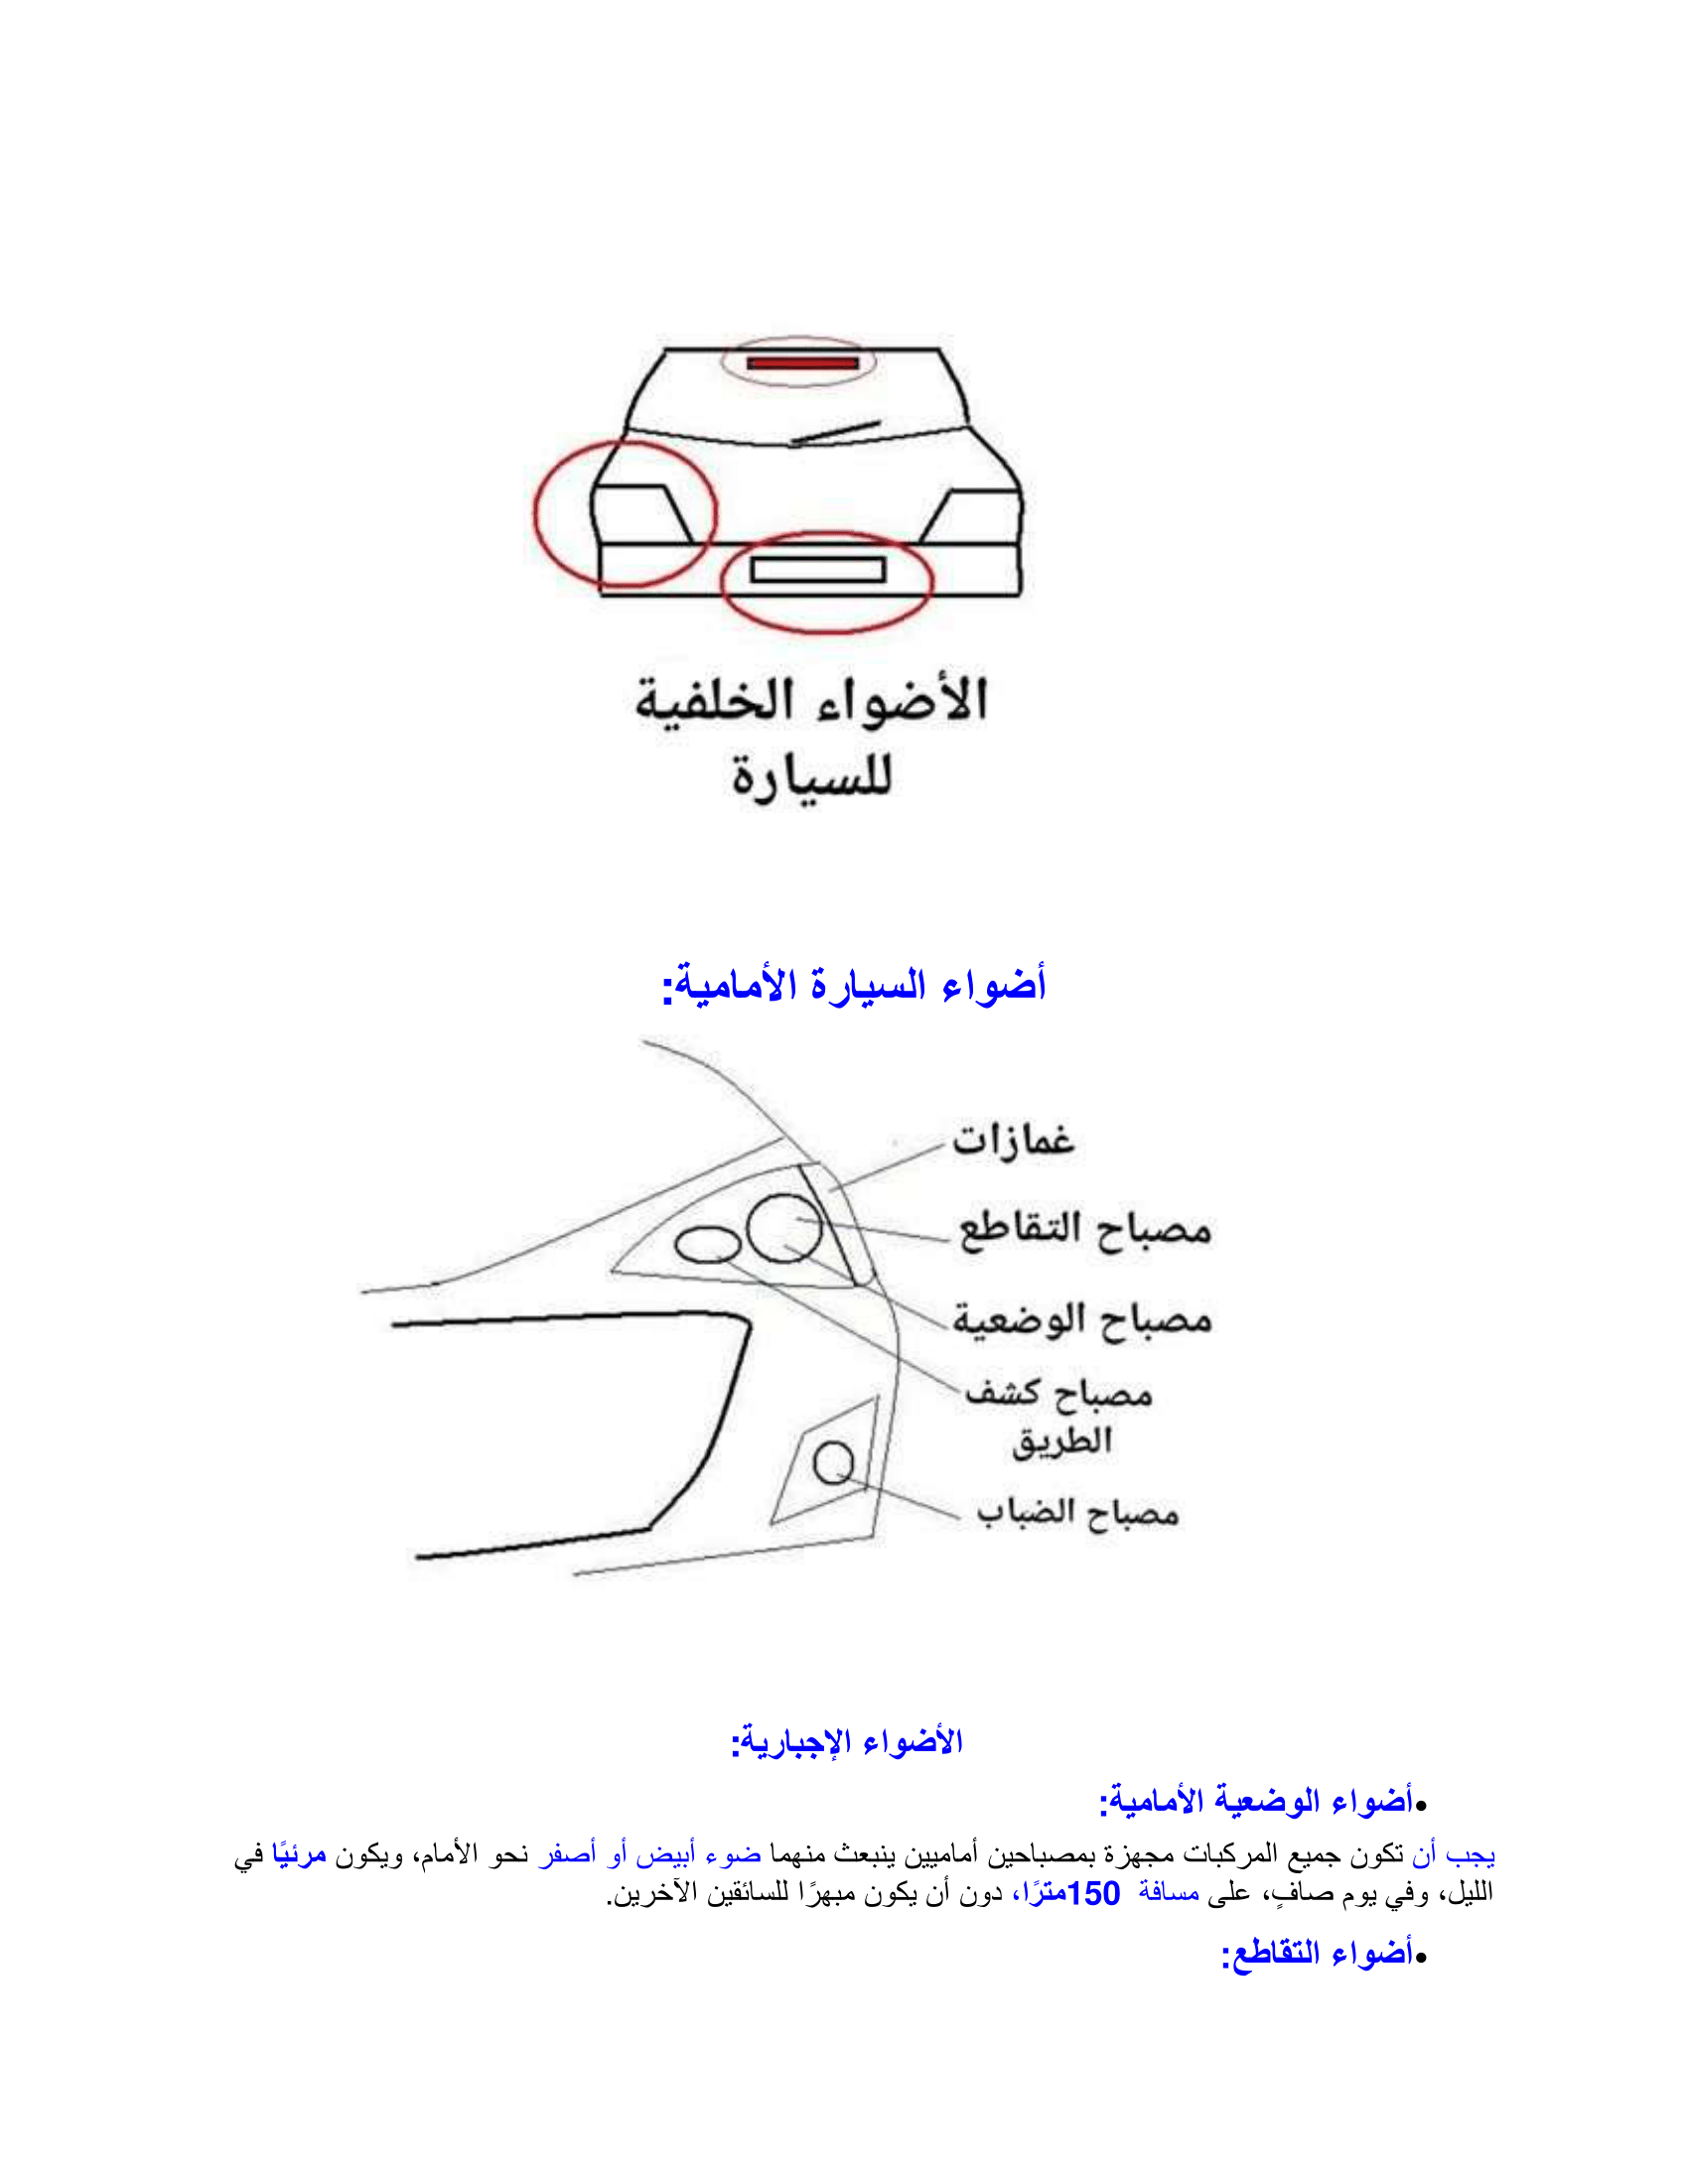 الأضواء الخلفية
للسيارة
أضواء السيارة الأمامية:
غمازات
مصباح التقاطع
مصباح الوضعية
مصباح كشف
الطريق
مصباح الضباب
الأضواء الإجبارية:
•أضواء الوضعية الأمامية:
يجب أن تكون جميع المركبات مجهزة بمصباحين أماميين ينبعث منهما ضوء أبيض أو أصفر نحو الأمام، ويكون مرئيًا في
الليل، وفي يوم صافٍ، على مسافة 150مترًا، دون أن يكون مبهرًا للسائقين الآخرين.
•أضواء التقاطع: